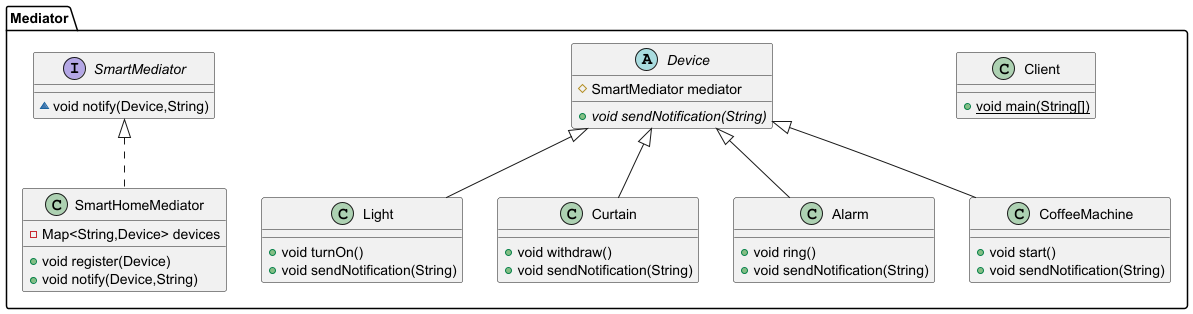 Mediator
I SmartMediator
void notify(Device,String)
A Device
SmartMediator mediator
void sendNotification(String)
C Client
void main(String[])
C SmartHomeMediator
Map<String,Device> devices
void register(Device)
void notify(Device,String)
C Light
void turnOn()
void sendNotification(String)
C Curtain
void withdraw()
void sendNotification(String)
C Alarm
void ring()
void sendNotification(String)
C CoffeeMachine
void start()
void sendNotification(String)